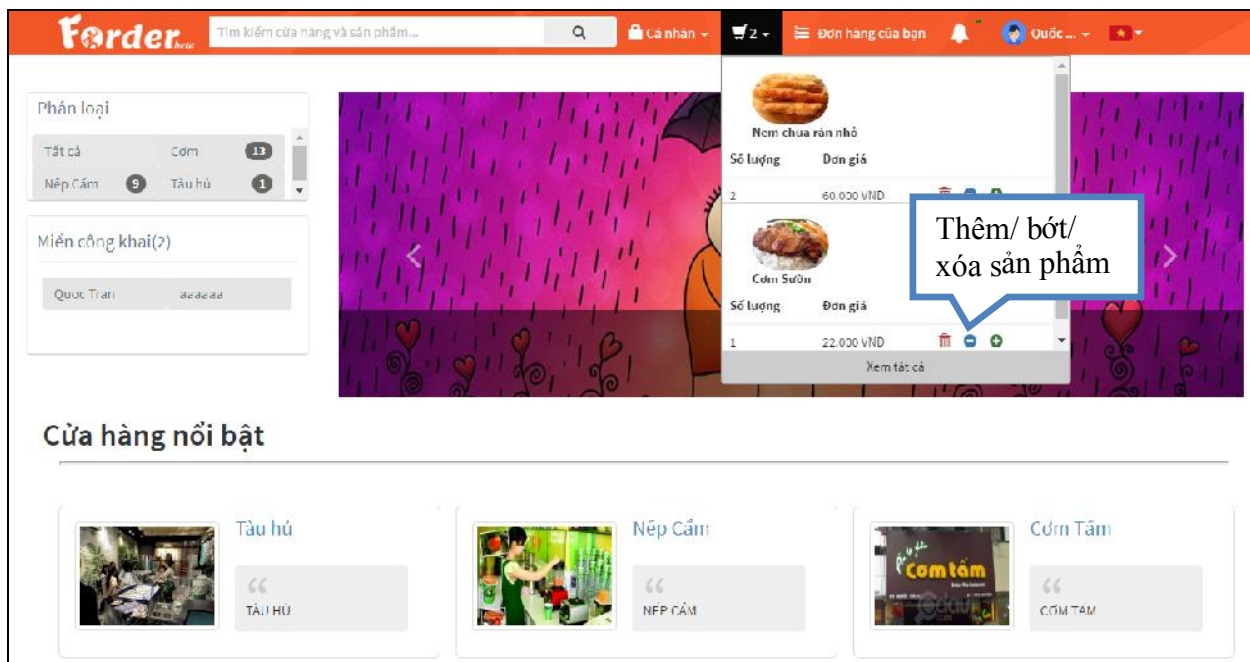 Forder beta
Tìm kiếm cửa hàng và sản phẩm...
Cá nhân
2
Đơn hàng của bạn
Quốc ...
Phân loại
Tất cả
Cơm 13
Nếp Cẩm 9
Tàu hủ 1
Miền công khai(2)
Quoc Tran
aaaaaa
Nem chua rán nhỏ
Số lượng Đơn giá
2 60.000 VND
Cơm Sườn
Số lượng Đơn giá
1 22.000 VND
Xem tất cả
Thêm/ bớt/
xóa sản phẩm
Cửa hàng nổi bật
Tàu hủ
TÀU HỦ
Nếp Cẩm
NẾP CẨM
Cơm Tấm
Cơm tấm
CƠM TẤM